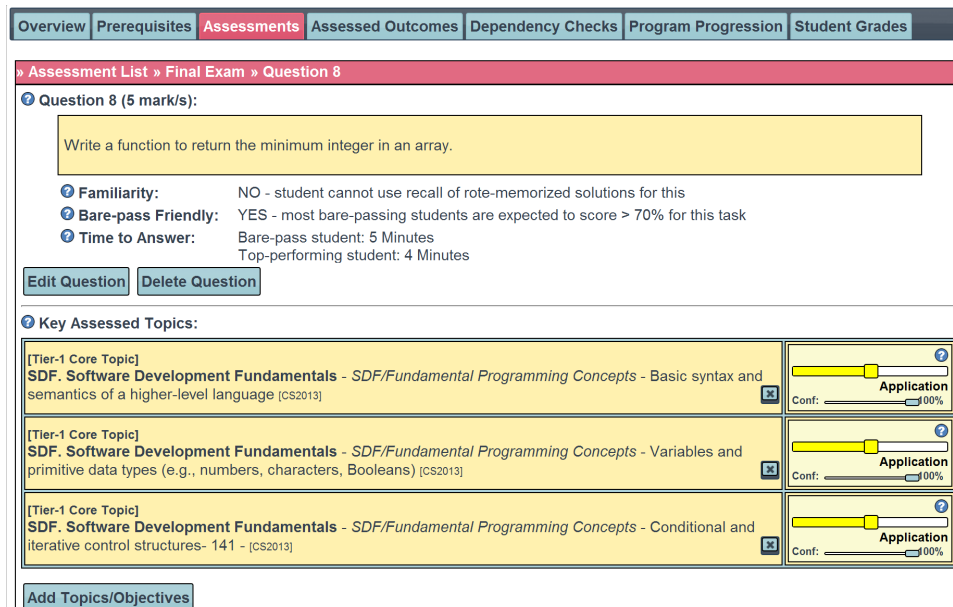 Overview Prerequisites Assessments Assessed Outcomes Dependency Checks Program Progression Student Grades
» Assessment List » Final Exam » Question 8
Question 8 (5 mark/s):
Write a function to return the minimum integer in an array.
Familiarity: NO - student cannot use recall of rote-memorized solutions for this
Bare-pass Friendly: YES - most bare-passing students are expected to score > 70% for this task
Time to Answer: Bare-pass student: 5 Minutes
Top-performing student: 4 Minutes
Edit Question Delete Question
Key Assessed Topics:
[Tier-1 Core Topic]
SDF. Software Development Fundamentals - SDF/Fundamental Programming Concepts - Basic syntax and
semantics of a higher-level language [CS2013]
Application
Conf: 100%
[Tier-1 Core Topic]
SDF. Software Development Fundamentals - SDF/Fundamental Programming Concepts - Variables and
primitive data types (e.g., numbers, characters, Booleans) [CS2013]
Application
Conf: 100%
[Tier-1 Core Topic]
SDF. Software Development Fundamentals - SDF/Fundamental Programming Concepts - Conditional and
iterative control structures- 141 - [CS2013]
Application
Conf: 100%
Add Topics/Objectives